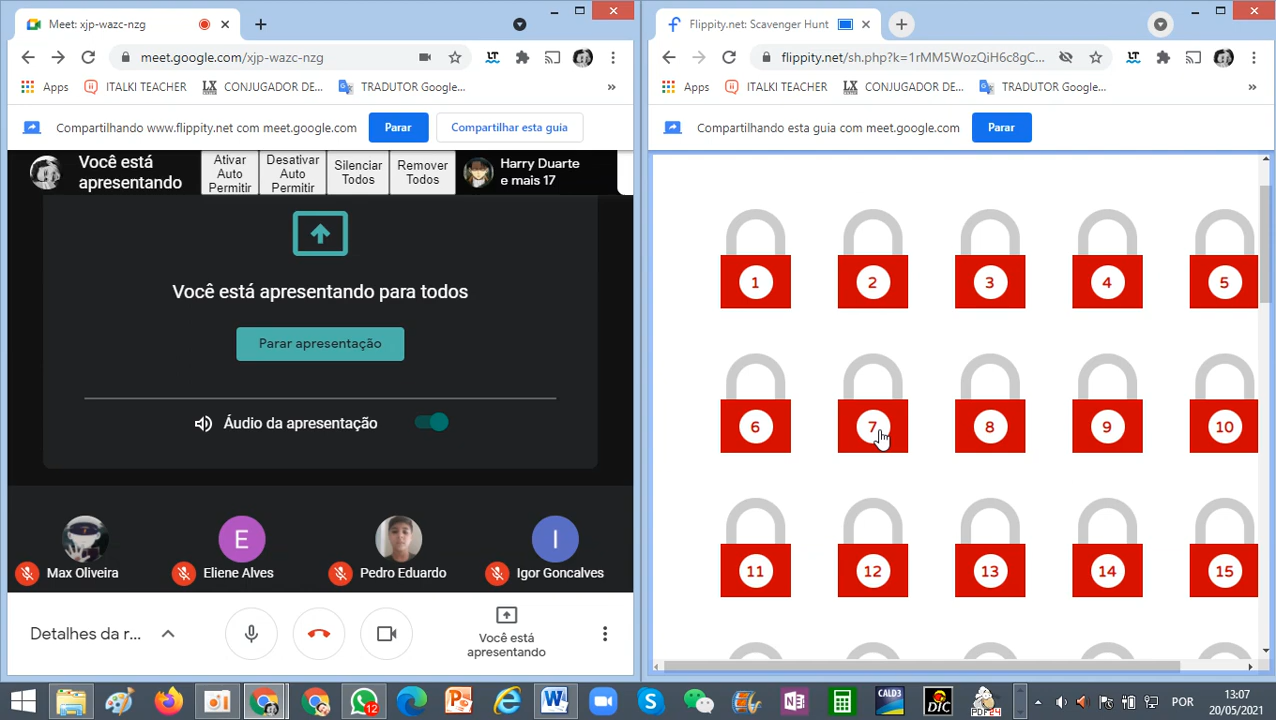 Meet: xjp-wazc-nzg
meet.google.com/xjp-wazc-nzg
Apps
ITALKI TEACHER
LX CONJUGADOR DE...
TRADUTOR Google...
»
Compartilhando www.flippity.net com meet.google.com
Parar
Compartilhar esta guia
Você está
apresentando
Ativar
Auto
Permitir
Desativar
Auto
Permitir
Silenciar
Todos
Remover
Todos
Harry Duarte
e mais 17
Você está apresentando para todos
Parar apresentação
Áudio da apresentação
E
I
Max Oliveira
Eliene Alves
Pedro Eduardo
Igor Goncalves
Detalhes da r...
Você está
apresentando
Flippity.net: Scavenger Hunt
flippity.net/sh.php?k=1rMM5WozQiH6c8gC...
Apps
ITALKI TEACHER
LX CONJUGADOR DE...
TRADUTOR Google...
»
Compartilhando esta guia com meet.google.com
Parar
1 2 3 4 5
6 7 8 9 10
11 12 13 14 15
12
CALD3
DIC
PDF24
POR
13:07
20/05/2021